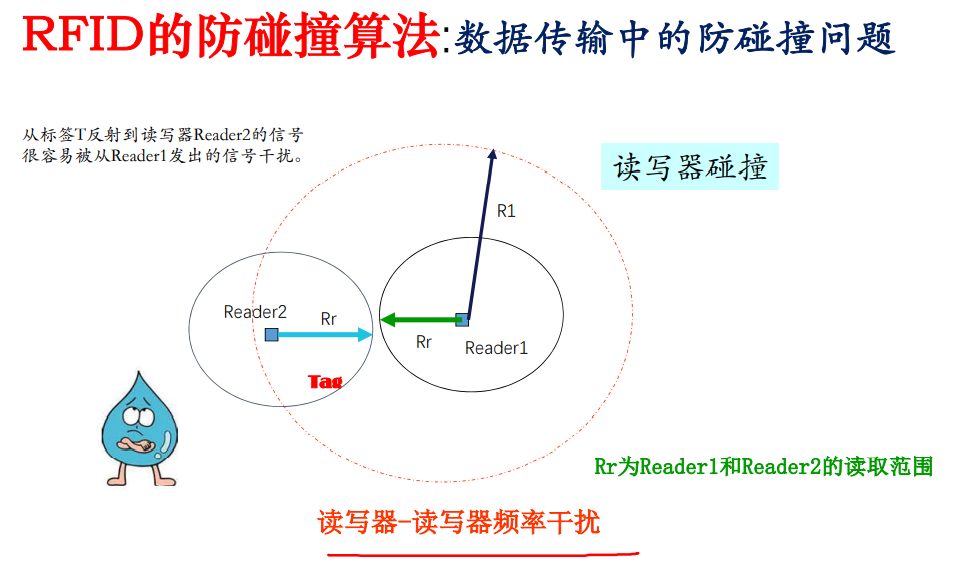 RFID的防碰撞算法:数据传输中的防碰撞问题
从标签T反射到读写器Reader2的信号
很容易被从Reader1发出的信号干扰。
读写器碰撞
R1
Reader2
Rr
Rr
Reader1
Tag
Rr为Reader1和Reader2的读取范围
读写器-读写器频率干扰